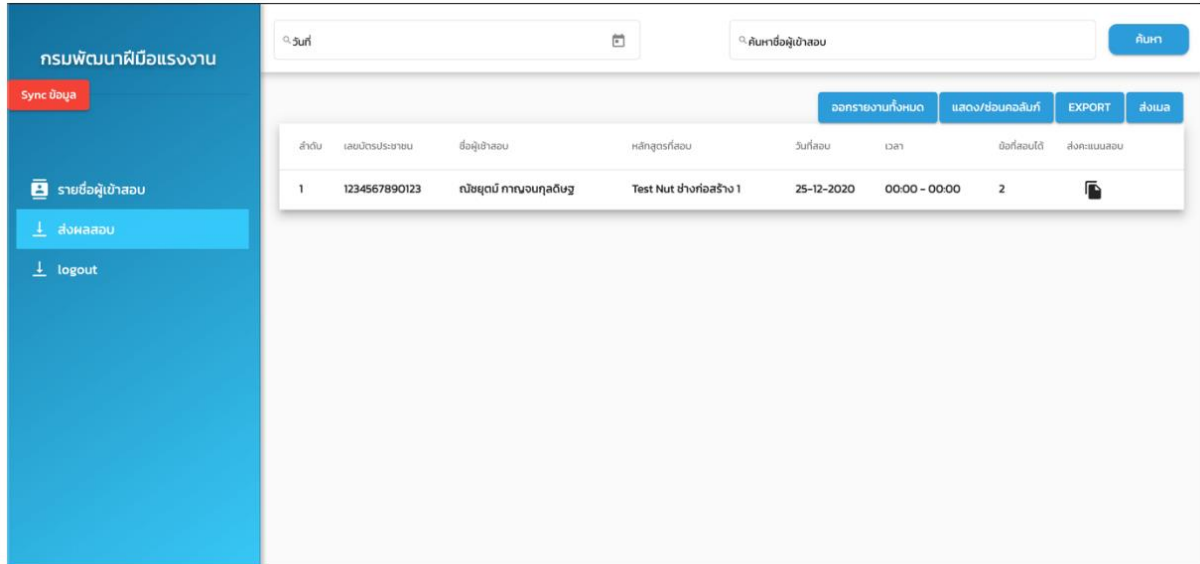 กรมพัฒนาฝีมือแรงงาน
Sync ข้อมูล
รายชื่อผู้เข้าสอบ
ส่งผลสอบ
logout
วันที่ ค้นหาชื่อผู้เข้าสอบ ค้นหา
ออกรายงานทั้งหมด แสดง/ซ่อนคอลัมภ์ EXPORT ส่งเมล
ลำดับ เลขบัตรประชาชน ชื่อผู้เข้าสอบ หลักสูตรที่สอบ วันที่สอบ เวลา ข้อที่สอบได้ ส่งคะแนนสอบ
1 1234567890123 ณัชยุตม์ กาญจนกุลดิษฐ Test Nut ช่างก่อสร้าง 1 25-12-2020 00:00 - 00:00 2